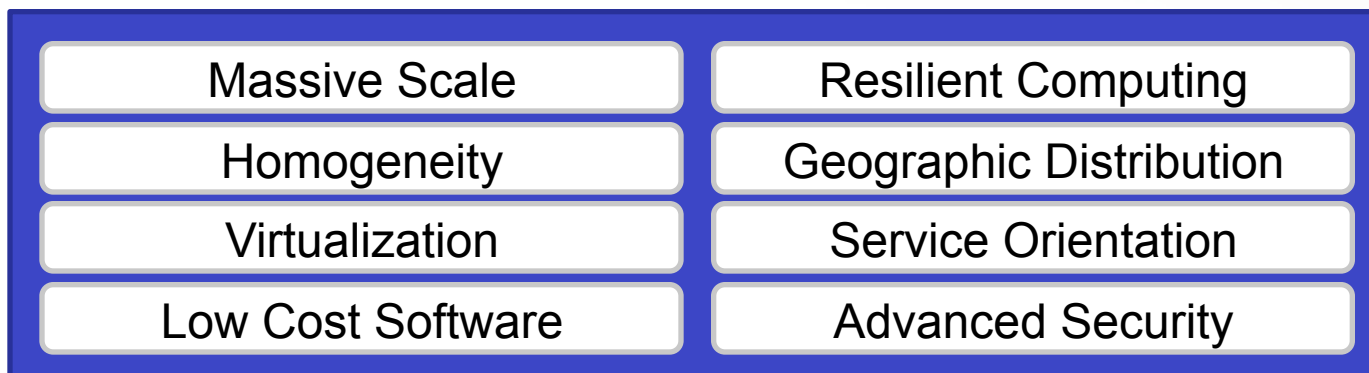 Massive Scale
Resilient Computing
Homogeneity
Geographic Distribution
Virtualization
Service Orientation
Low Cost Software
Advanced Security